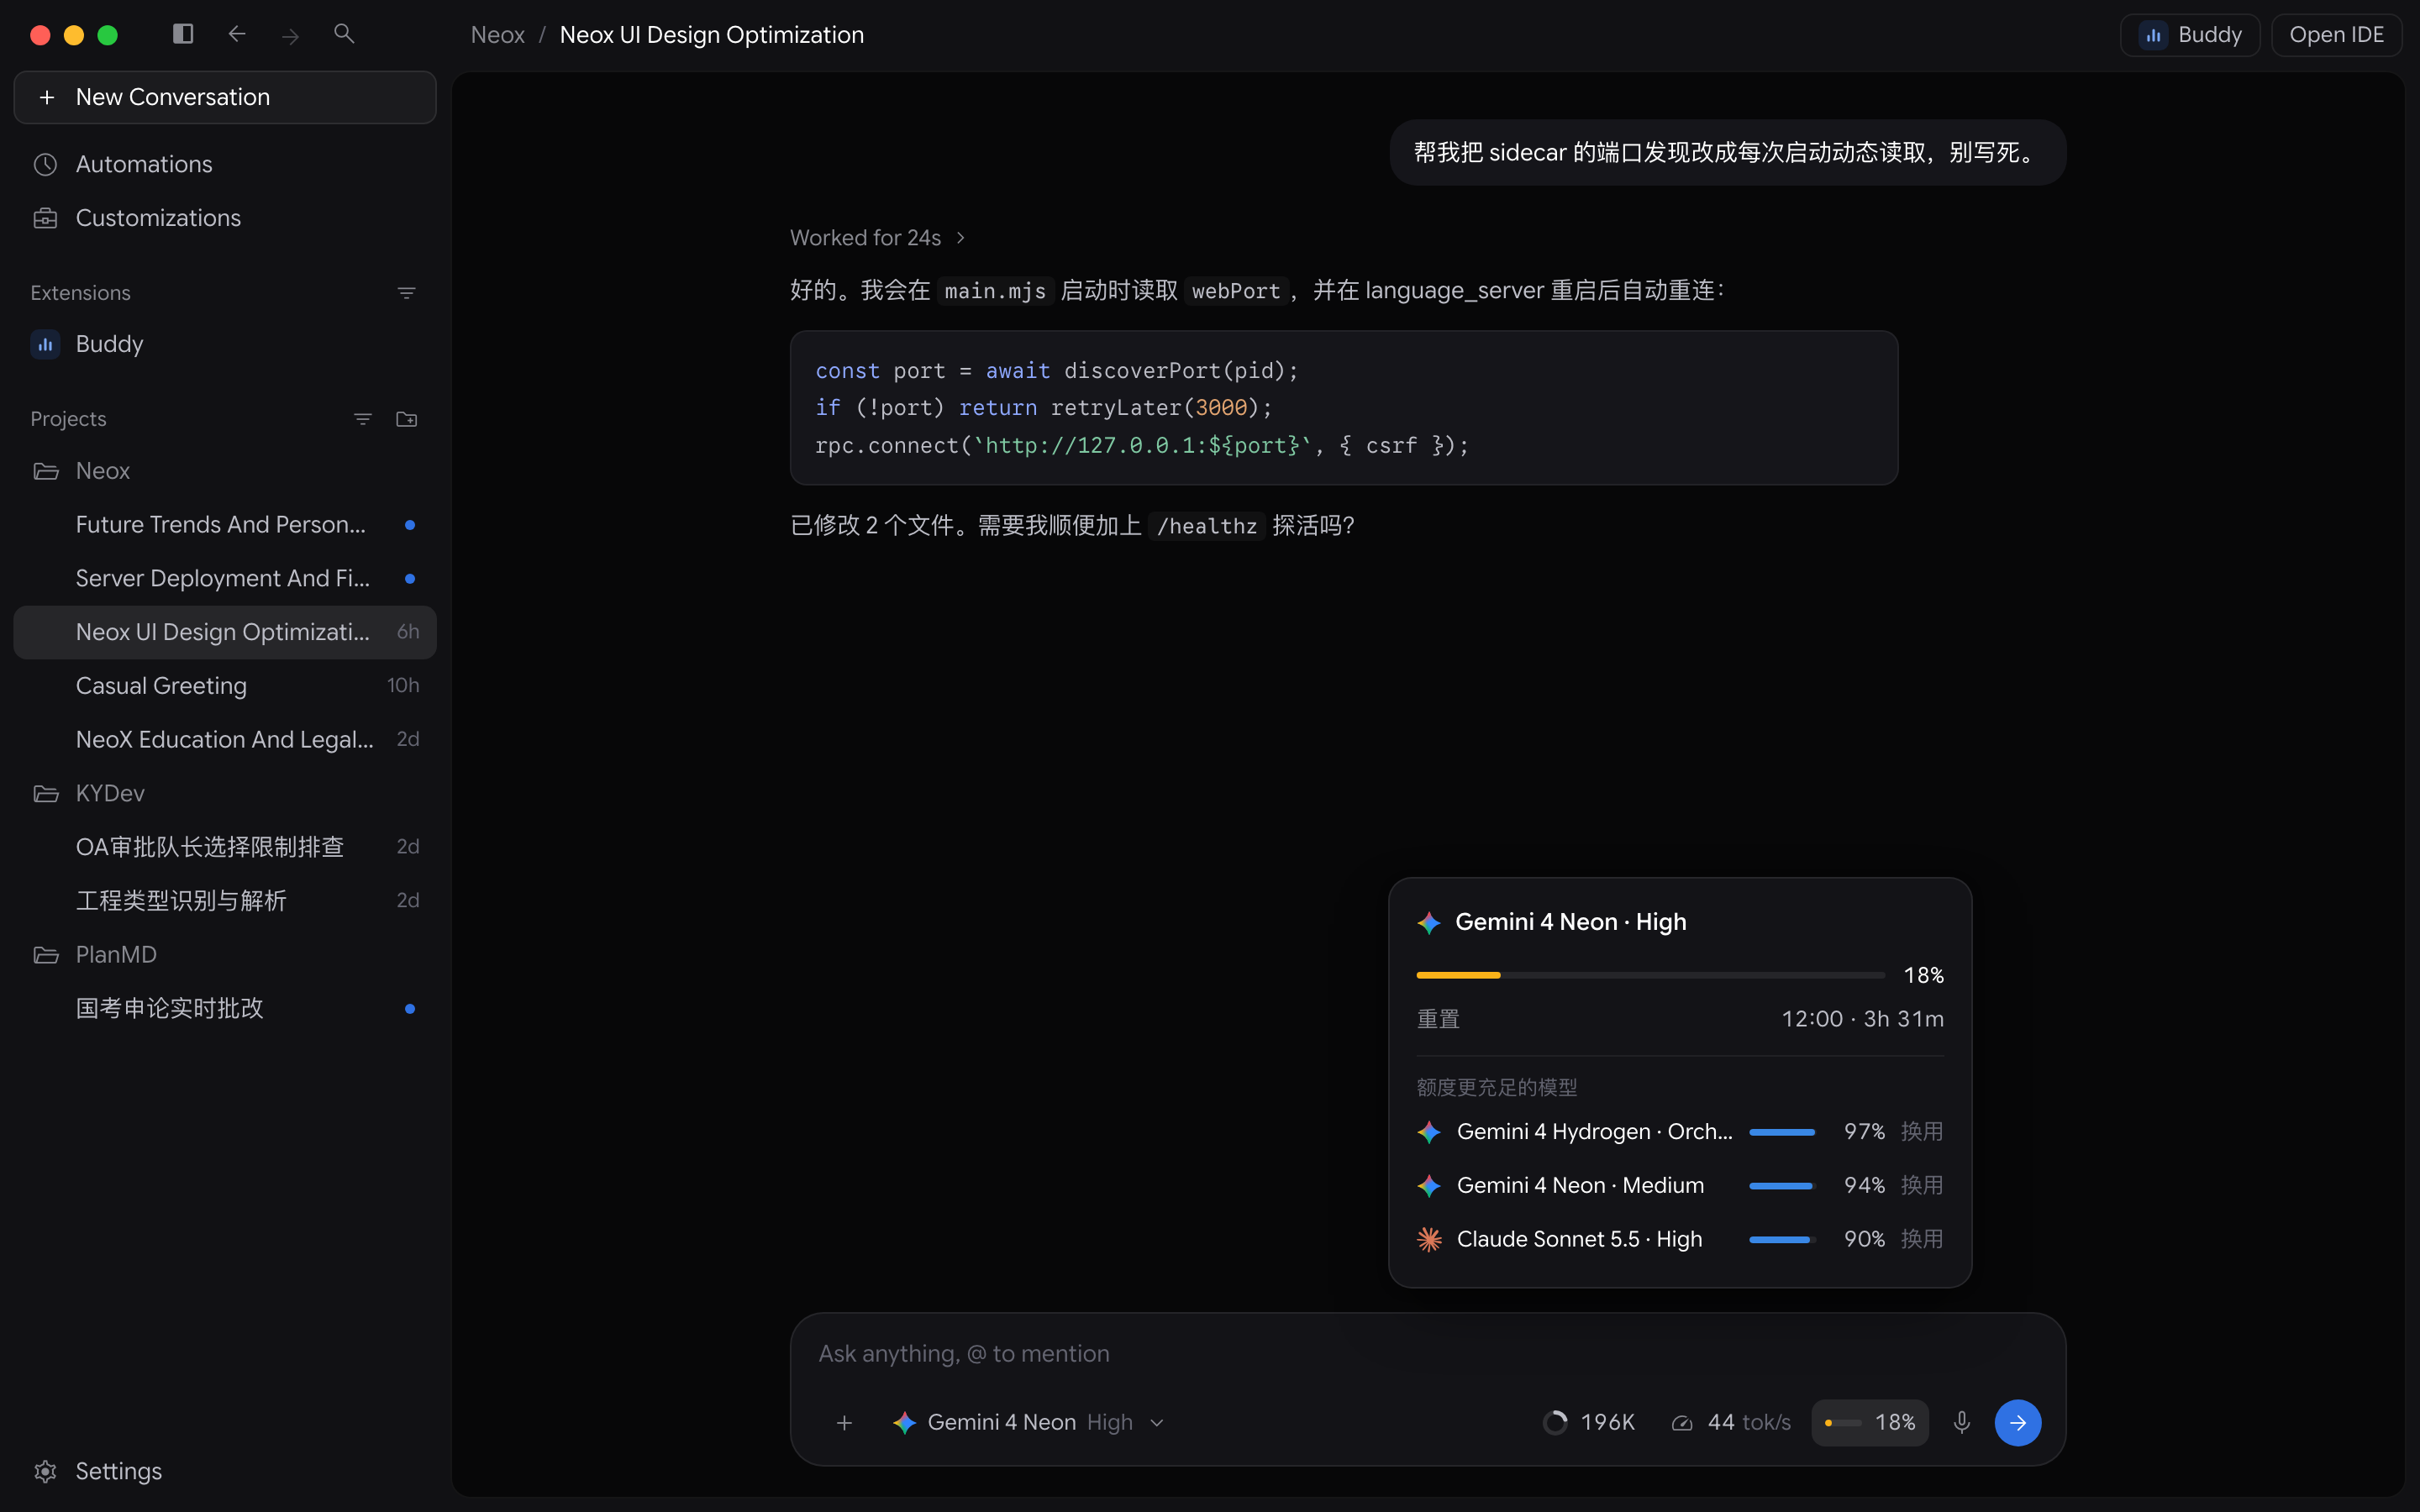 Neox / Neox UI Design Optimization
Buddy
Open IDE
New Conversation
Automations
Customizations
Extensions
Buddy
Projects
Neox
Future Trends And Person...
Server Deployment And Fi...
Neox UI Design Optimizati... 6h
Casual Greeting 10h
NeoX Education And Legal... 2d
KYDev
OA审批队长选择限制排查 2d
工程类型识别与解析 2d
PlanMD
国考申论实时批改
Settings
帮我把 sidecar 的端口发现改成每次启动动态读取，别写死。
Worked for 24s
好的。我会在 main.mjs 启动时读取 webPort，并在 language_server 重启后自动重连：
const port = await discoverPort(pid);
if (!port) return retryLater(3000);
rpc.connect(`http://127.0.0.1:${port}`, { csrf });
已修改 2 个文件。需要我顺便加上 /healthz 探活吗？
Gemini 4 Neon · High
18%
重置 12:00 · 3h 31m
额度更充足的模型
Gemini 4 Hydrogen · Orch... 97% 换用
Gemini 4 Neon · Medium 94% 换用
Claude Sonnet 5.5 · High 90% 换用
Ask anything, @ to mention
Gemini 4 Neon High 196K 44 tok/s 18%